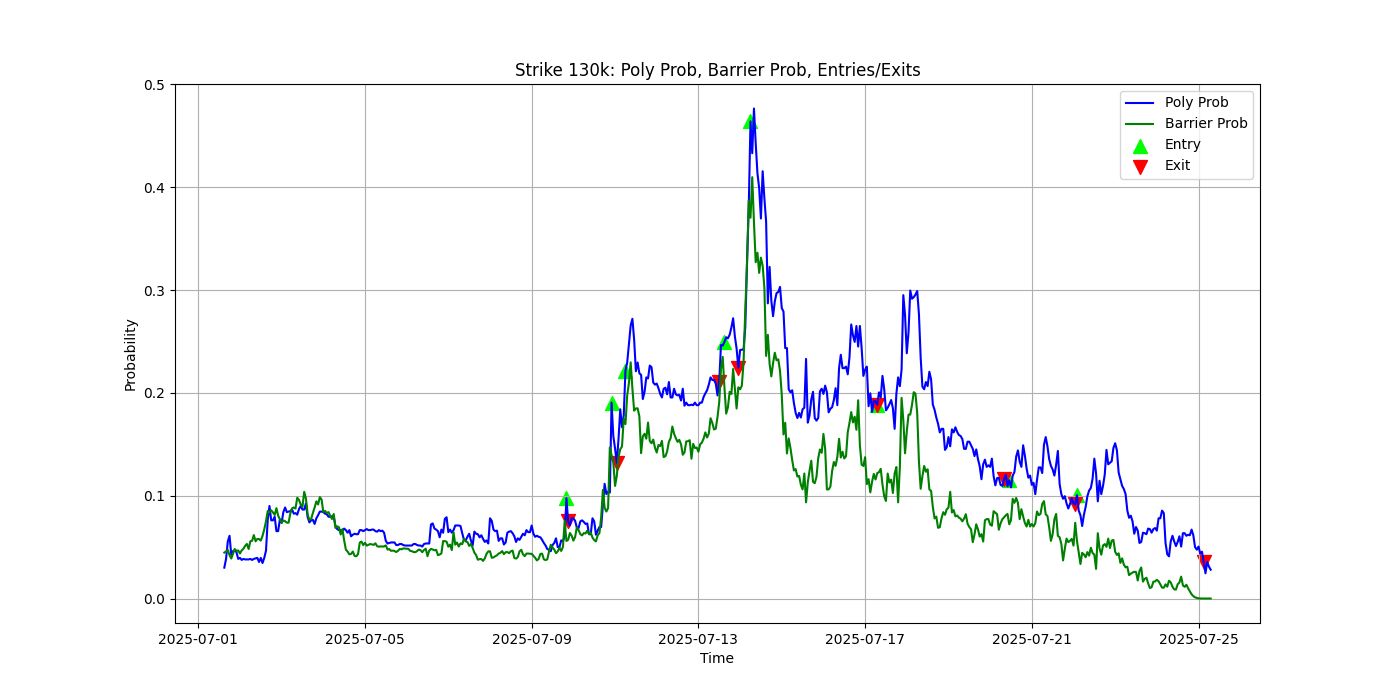 Strike 130k: Poly Prob, Barrier Prob, Entries/Exits
Poly Prob
Barrier Prob
Entry
Exit
Probability
0.5
0.4
0.3
0.2
0.1
0.0
2025-07-01
2025-07-05
2025-07-09
2025-07-13
2025-07-17
2025-07-21
2025-07-25
Time